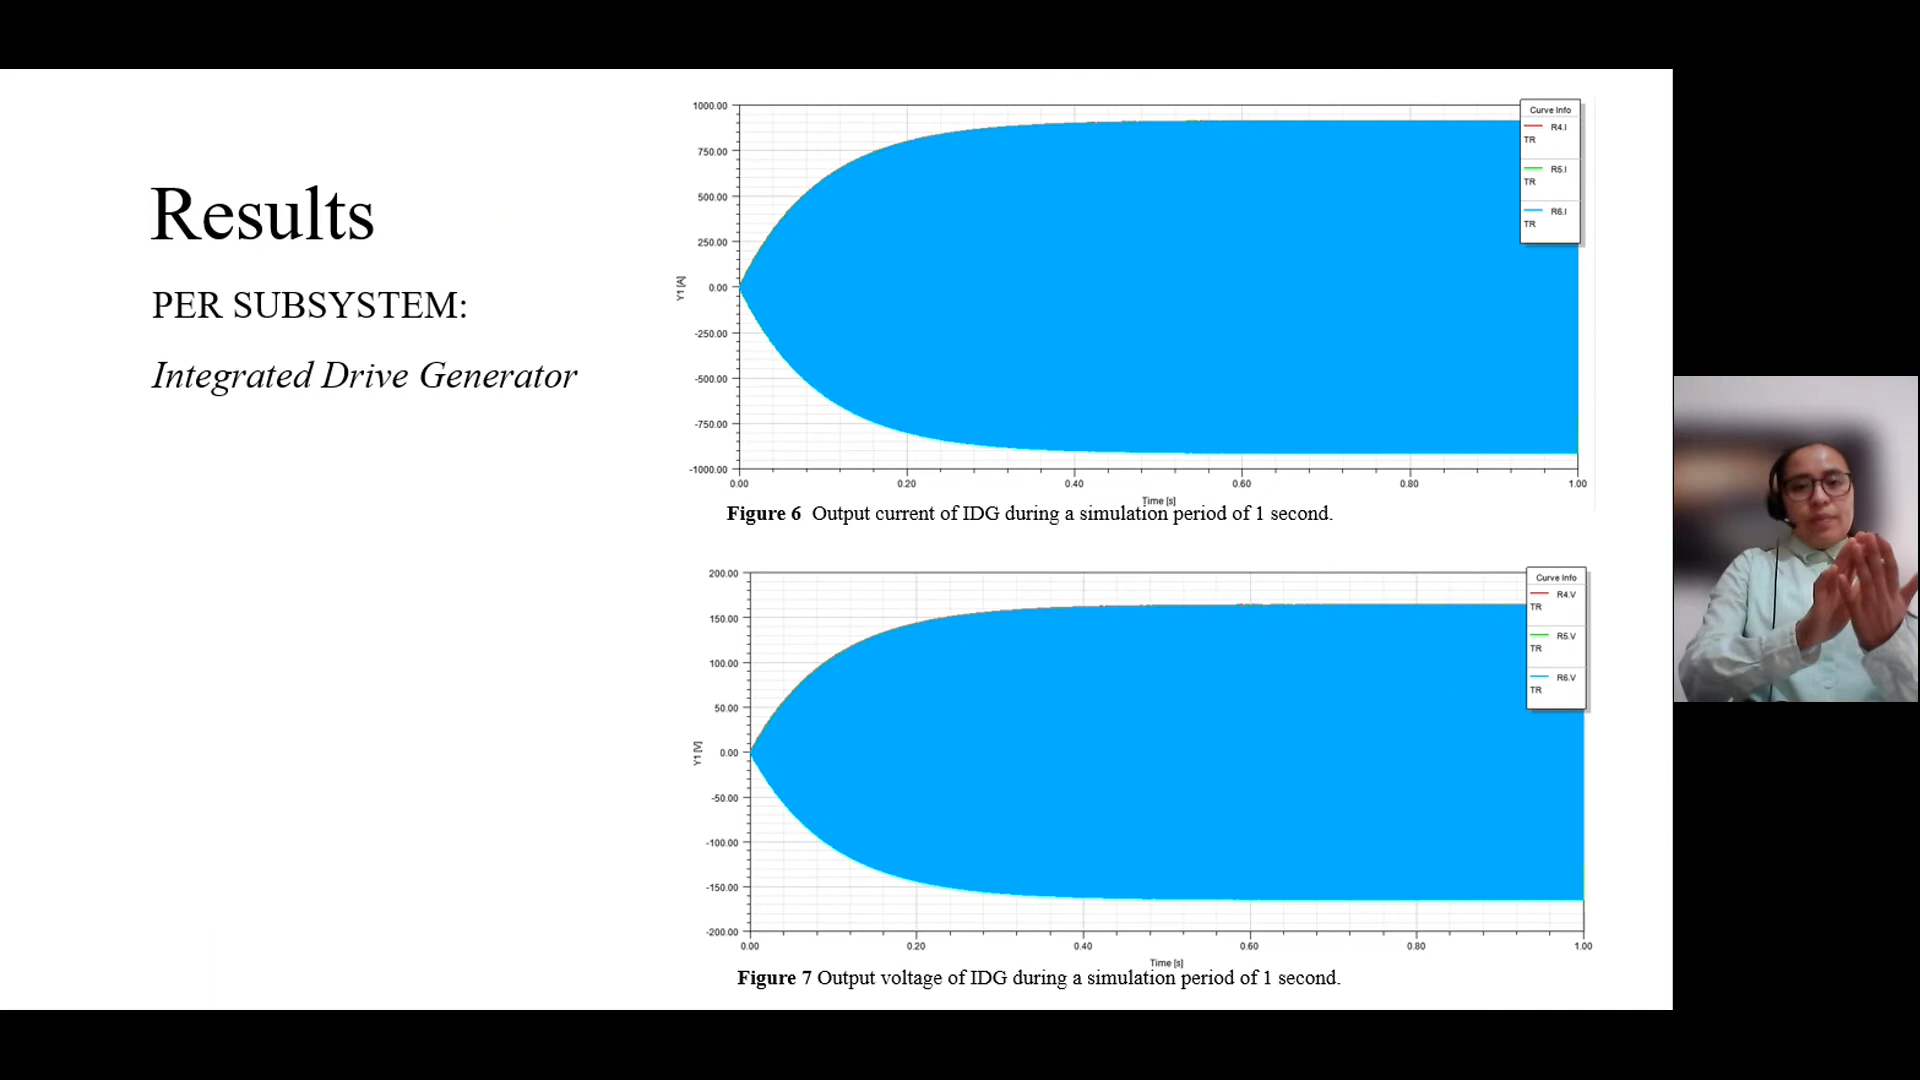 Results
PER SUBSYSTEM:
Integrated Drive Generator
1000.00
750.00
500.00
250.00
0.00
-250.00
-500.00
-750.00
-1000.00
Y1 [A]
0.00 0.20 0.40 0.60 0.80 1.00
Time [s]
Curve Info
R4.I
TR
R5.I
TR
R6.I
TR
Figure 6 Output current of IDG during a simulation period of 1 second.
200.00
150.00
100.00
50.00
0.00
-50.00
-100.00
-150.00
-200.00
Y1 [V]
0.00 0.20 0.40 0.60 0.80 1.00
Time [s]
Curve Info
R4.V
TR
R5.V
TR
R6.V
TR
Figure 7 Output voltage of IDG during a simulation period of 1 second.